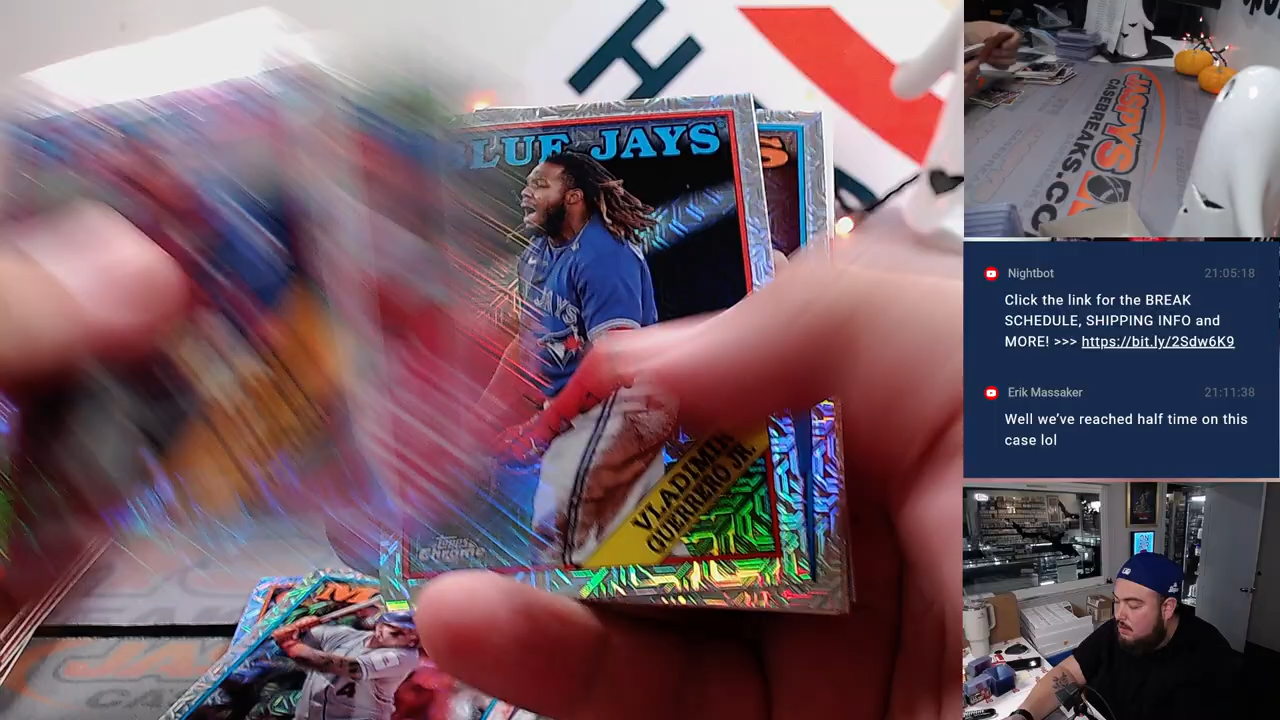 BLUE JAYS
S
JAYS
VLADIMIR
GUERRERO JR.
Topps
Chrome
4
JASPYS
CASEBREAKS.CO
Nightbot
21:05:18
Click the link for the BREAK
SCHEDULE, SHIPPING INFO and
MORE! >>> https://bit.ly/2Sdw6K9
Erik Massaker
21:11:38
Well we’ve reached half time on this
case lol